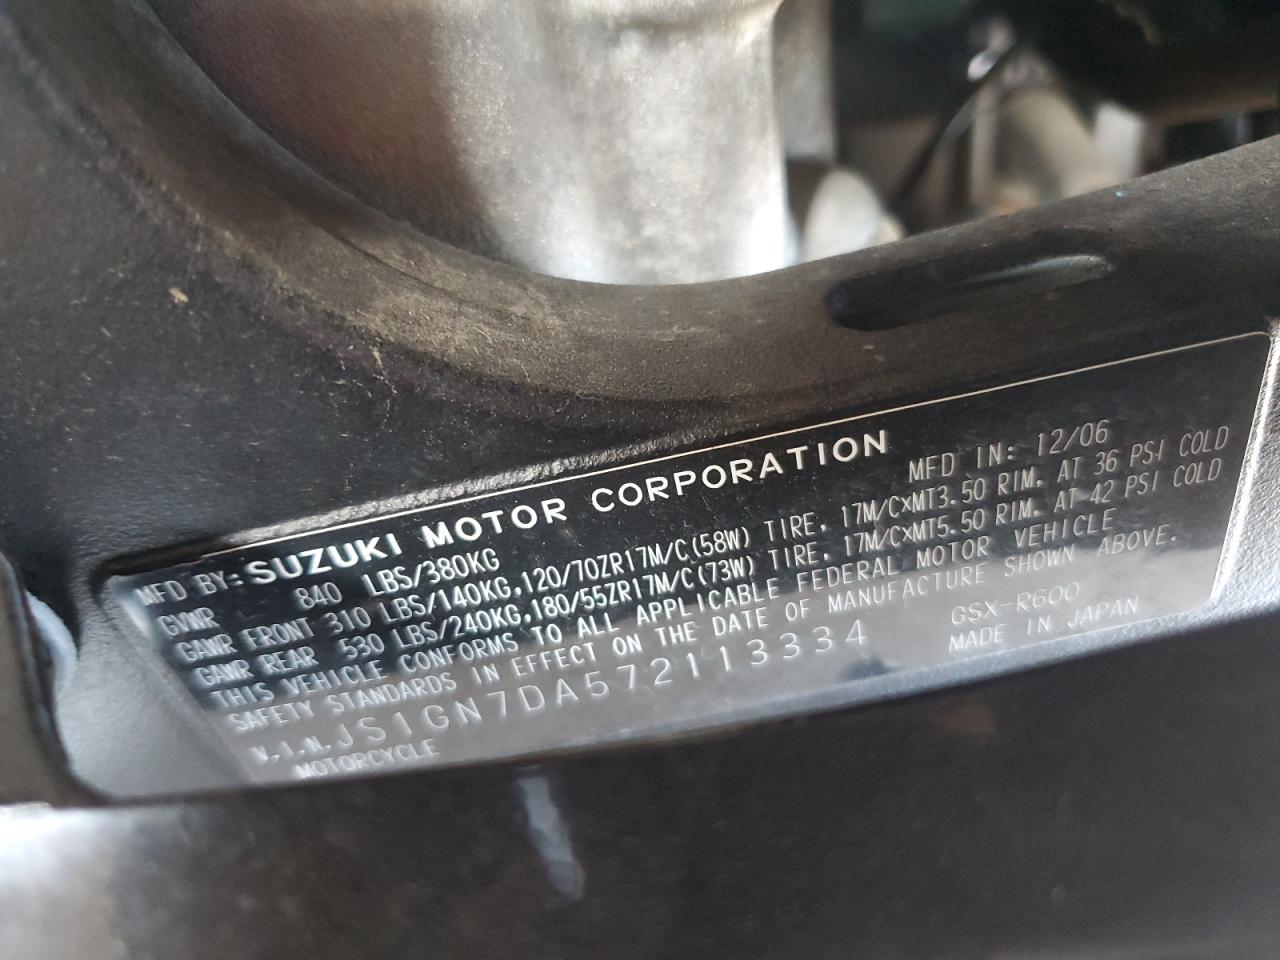 MFD BY: SUZUKI MOTOR CORPORATION MFD IN: 12/06
GVWR 840 LBS/380KG
GAWR FRONT 310 LBS/140KG,120/70ZR17M/C(58W) TIRE, 17M/C×MT3.50 RIM, AT 36 PSI COLD
GAWR REAR 530 LBS/240KG,180/55ZR17M/C(73W) TIRE, 17M/C×MT5.50 RIM, AT 42 PSI COLD
THIS VEHICLE CONFORMS TO ALL APPLICABLE FEDERAL MOTOR VEHICLE
SAFETY STANDARDS IN EFFECT ON THE DATE OF MANUFACTURE SHOWN ABOVE.
V.I.N. JS1GN7DA572113334 GSX-R600
MOTORCYCLE MADE IN JAPAN